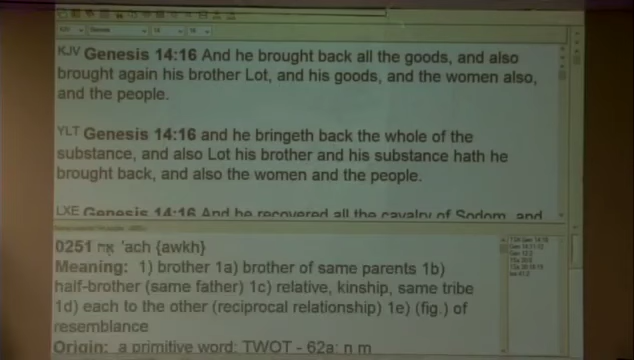 KJV Genesis 14:16 And he brought back all the goods, and also
brought again his brother Lot, and his goods, and the women also,
and the people.
YLT Genesis 14:16 and he bringeth back the whole of the
substance, and also Lot his brother and his substance hath he
brought back, and also the women and the people.
LXE Genesis 14:16 And he recovered all the cavalry of Sodom, and
0251 אח 'ach {awkh}
Meaning: 1) brother 1a) brother of same parents 1b)
half-brother (same father) 1c) relative, kinship, same tribe
1d) each to the other (reciprocal relationship) 1e) (fig.) of
resemblance
Origin: a primitive word; TWOT - 62a; n m